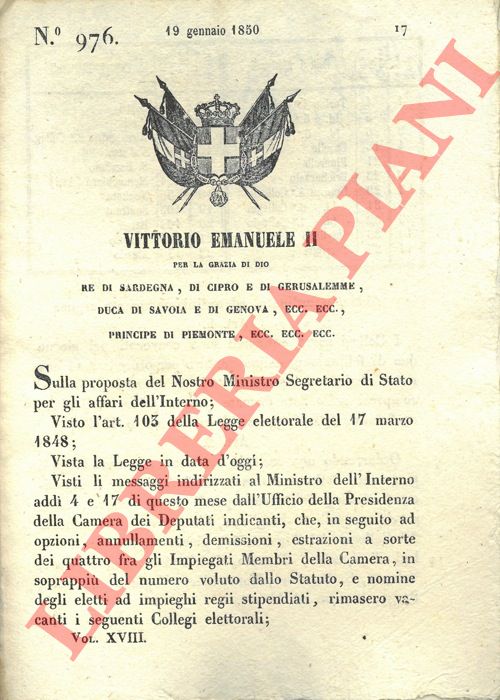 N.º 976.
19 gennaio 1850
17
VITTORIO EMANUELE II
PER LA GRAZIA DI DIO
RE DI SARDEGNA, DI CIPRO E DI GERUSALEMME,
DUCA DI SAVOIA E DI GENOVA, ECC. ECC.,
PRINCIPE DI PIEMONTE, ECC. ECC. ECC.
Sulla proposta del Nostro Ministro Segretario di Stato
per gli affari dell'Interno;
Visto l'art. 103 della Legge elettorale del 17 marzo
1848;
Vista la Legge in data d'oggi;
Visti li messaggi indirizzati al Ministro dell'Interno
addì 4 e 17 di questo mese dall'Ufficio della Presidenza
della Camera dei Deputati indicanti, che, in seguito ad
opzioni, annullamenti, demissioni, estrazioni a sorte
dei quattro fra gli Impiegati Membri della Camera, in
soprappiù del numero voluto dallo Statuto, e nomine
degli eletti ad impieghi regii stipendiati, rimasero va-
canti i seguenti Collegi elettorali;
VOL. XVIII.
LIBRERIA PIANI